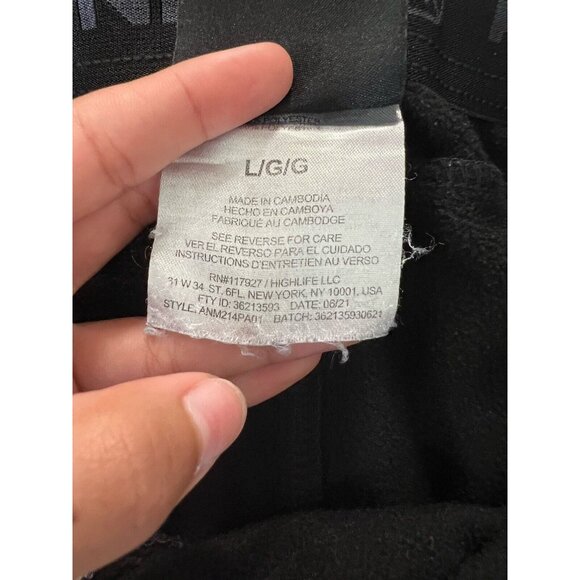 POLYESTER
L/G/G
MADE IN CAMBODIA
HECHO EN CAMBOYA
FABRIQUÉ AU CAMBODGE
SEE REVERSE FOR CARE
VER EL REVERSO PARA EL CUIDADO
INSTRUCTIONS D'ENTRETIEN AU VERSO
RN#117927 / HIGHLIFE LLC
31 W 34. ST. 6FL. NEW YORK, NY 10001, USA
FTY ID: 36213593 DATE: 06/21
STYLE: ANM214PA01 BATCH: 362135930621